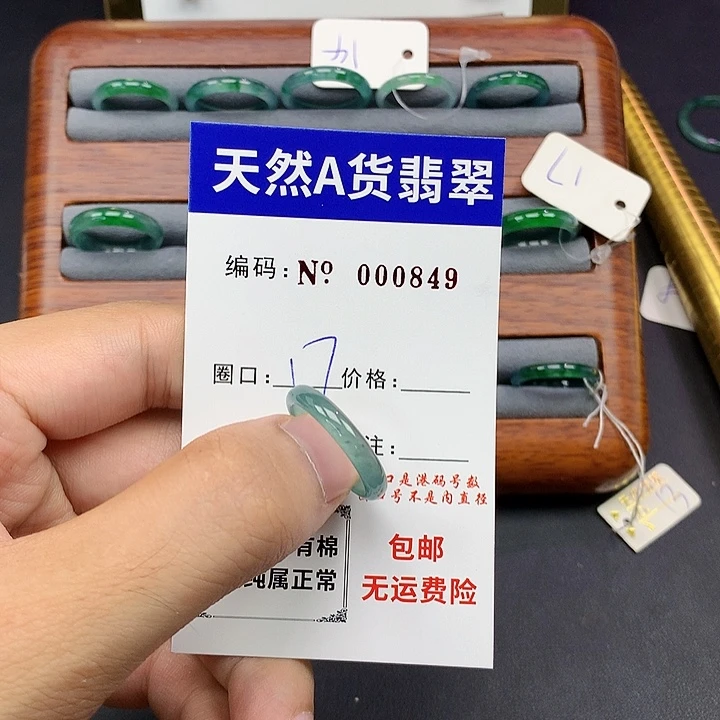 14
天然A货翡翠
17
编码: Nº 000849
圈口: 17 价格:
注:
口是港码号数
号不是内直径
有棉
纯属正常
包邮
无运费险
13